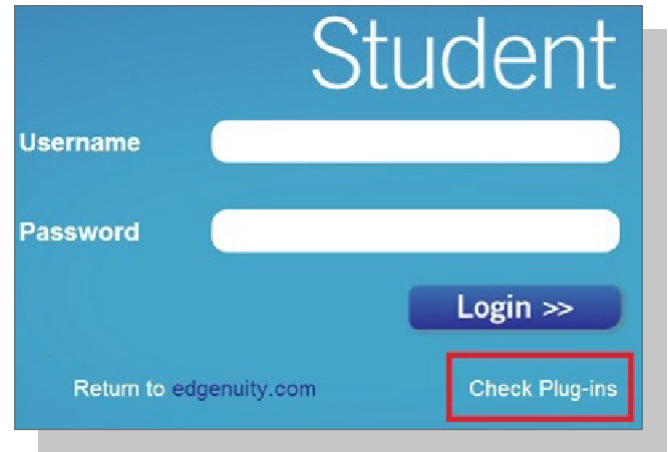 Student
Username
Password
Login >>
Return to edgenuity.com
Check Plug-ins